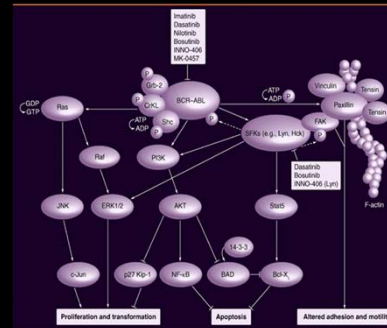 Imatinib
Dasatinib
Nilotinib
Bosutinib
INNO-406
MK-0457
P
Grb-2
P
CrKL
P
Shc
BCR-ABL
P
GDP
GTP
Ras
ATP
ADP
ATP
ADP
P
Vinculin
Tensin
Paxillin
Tensin
FAK
SFKs (e.g., Lyn, Hck)
P
F-actin
Raf
PI3K
Dasatinib
Bosutinib
INNO-406 (Lyn)
JNK
ERK1/2
AKT
Stat5
14-3-3
c-Jun
p27 Kip-1
NF-κB
BAD
Bcl-X
Proliferation and transformation
Apoptosis
Altered adhesion and motility